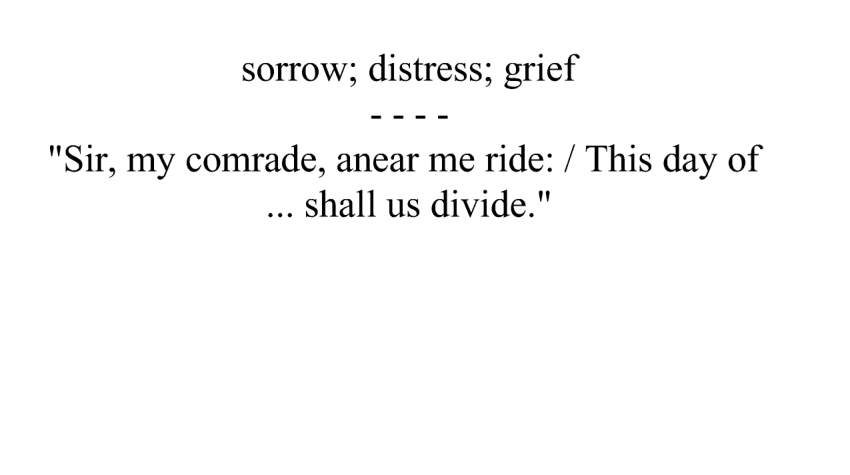 sorrow; distress; grief
- - - -
"Sir, my comrade, anear me ride: / This day of
... shall us divide."